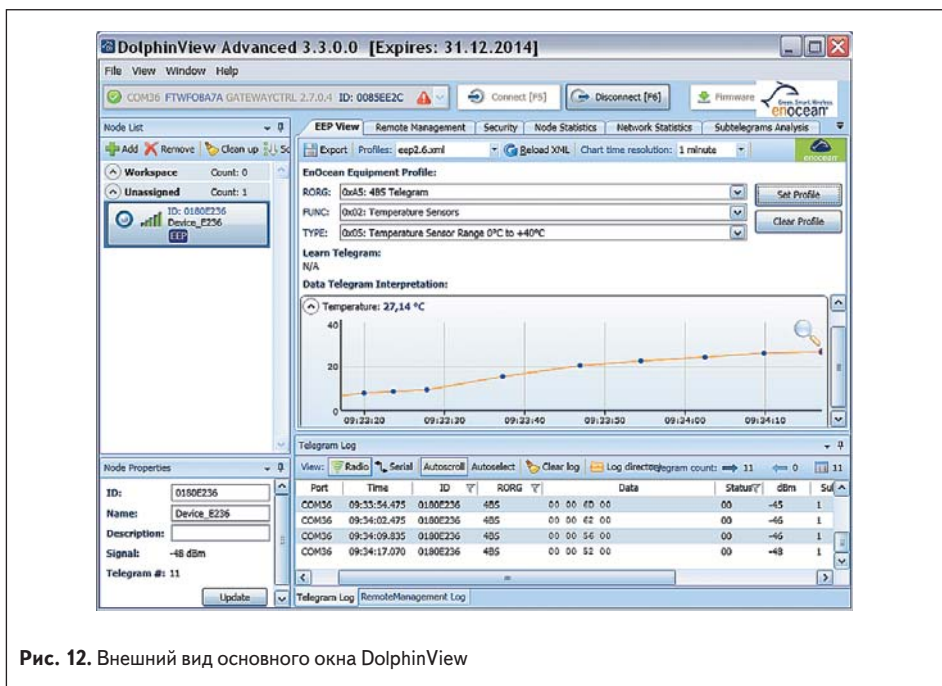 DolphinView Advanced 3.3.0.0 [Expires: 31.12.2014]
File View Window Help
COM36 FTWFOBA7A GATEWAYCTRL 2.7.0.4 ID: 0085EE2C
Connect [F5]
Disconnect [F6]
Firmware
Green. Smart. Wireless.
enocean
Node List
Add Remove Clean up Sc
Workspace Count: 0
Unassigned Count: 1
ID: 0180E236
Device_E236
EEP
EEP View Remote Management Security Node Statistics Network Statistics Subtelegrams Analysis
Export Profiles: eep2.6.xml Reload XML Chart time resolution: 1 minute
enocean
EnOcean Equipment Profile:
RORG: 0xA5: 4BS Telegram
FUNC: 0x02: Temperature Sensors
TYPE: 0x05: Temperature Sensor Range 0°C to +40°C
Set Profile
Clear Profile
Learn Telegram:
N/A
Data Telegram Interpretation:
Temperature: 27,14 °C
40
20
0
09:33:20 09:33:30 09:33:40 09:33:50 09:34:00 09:34:10
Node Properties
ID: 0180E236
Name: Device_E236
Description:
Signal: -48 dBm
Telegram #: 11
Update
Telegram Log
View: Radio Serial Autoscroll Autoselect Clear log Log directory elegram count: 11 0 11
Port Time ID RORG Data Status dBm Su
COM36 09:33:54.475 0180E236 4BS 00 00 6D 00 00 -45 1
COM36 09:34:02.475 0180E236 4BS 00 00 62 00 00 -46 1
COM36 09:34:09.835 0180E236 4BS 00 00 56 00 00 -46 1
COM36 09:34:17.070 0180E236 4BS 00 00 52 00 00 -48 1
Telegram Log RemoteManagement Log
Рис. 12. Внешний вид основного окна DolphinView